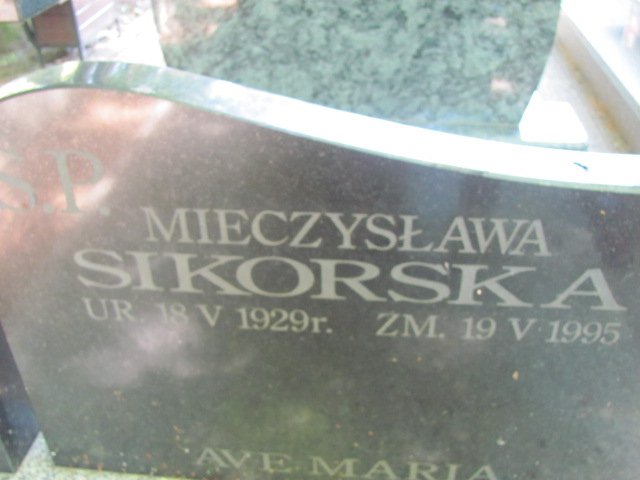 Ś.P.
MIECZYSŁAWA
SIKORSKA
UR. 18 V 1929r. ZM. 19 V 1995
AVE MARIA